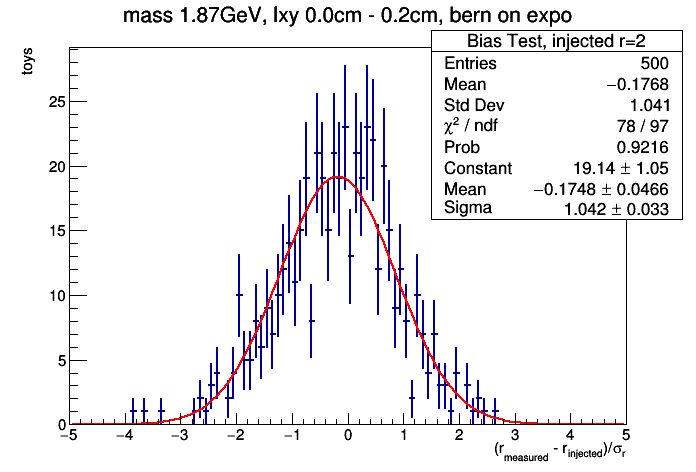 mass 1.87GeV, lxy 0.0cm - 0.2cm, bern on expo
toys
Bias Test, injected r=2
Entries 500
Mean −0.1768
Std Dev 1.041
χ² / ndf 78 / 97
Prob 0.9216
Constant 19.14 ± 1.05
Mean −0.1748 ± 0.0466
Sigma 1.042 ± 0.033
25
20
15
10
5
0
−5 −4 −3 −2 −1 0 1 2 3 4 5
(r_measured - r_injected)/σ_r